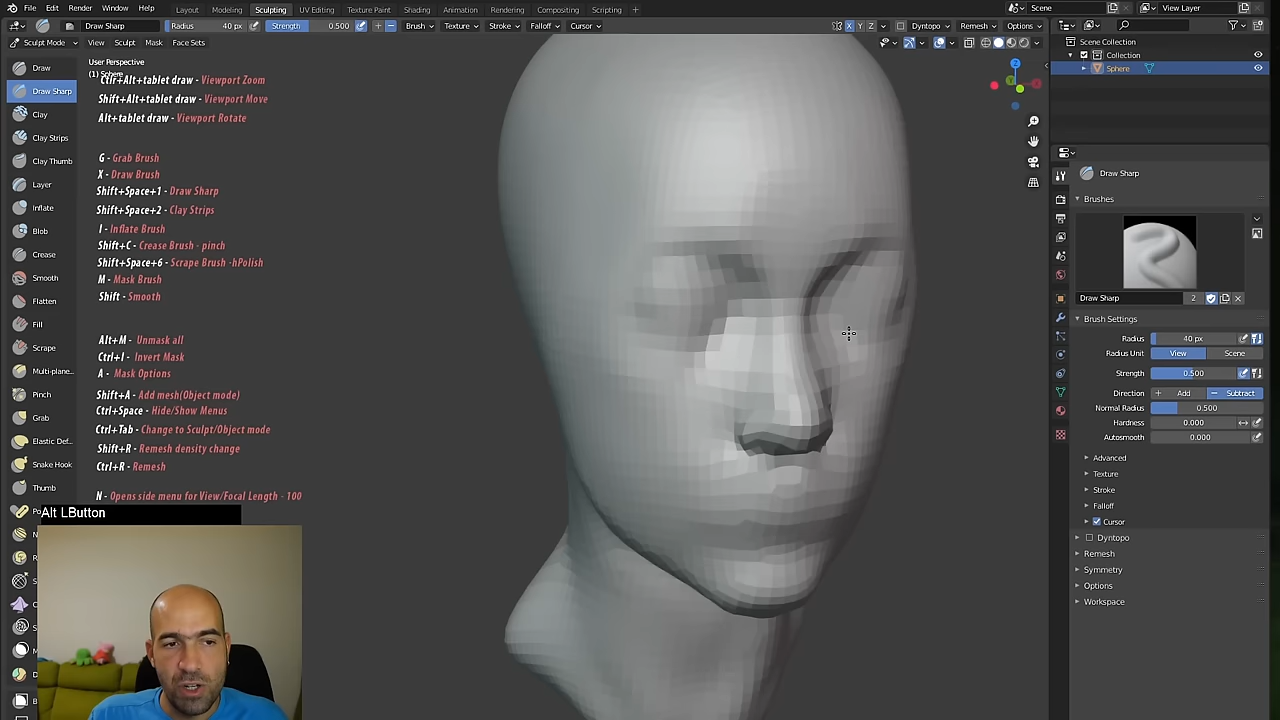 File Edit Render Window Help Layout Modeling Sculpting UV Editing Texture Paint Shading Animation Rendering Compositing Scripting + Scene View Layer
Draw Sharp Radius 40 px Strength 0.500 + − Brush Texture Stroke Falloff Cursor X Y Z Dyntopo Remesh Options
Sculpt Mode View Sculpt Mask Face Sets
Scene Collection
Collection
Sphere
User Perspective
(1) Sphere
Ctrl+Alt+tablet draw - Viewport Zoom
Shift+Alt+tablet draw - Viewport Move
Alt+tablet draw - Viewport Rotate
G - Grab Brush
X - Draw Brush
Shift+Space+1 - Draw Sharp
Shift+Space+2 - Clay Strips
I - Inflate Brush
Shift+C - Crease Brush - pinch
Shift+Space+6 - Scrape Brush -hPolish
M - Mask Brush
Shift - Smooth
Alt+M - Unmask all
Ctrl+I - Invert Mask
A - Mask Options
Shift+A - Add mesh(Object mode)
Ctrl+Space - Hide/Show Menus
Ctrl+Tab - Change to Sculpt/Object mode
Shift+R - Remesh density change
Ctrl+R - Remesh
N - Opens side menu for View/Focal Length - 100
Draw
Draw Sharp
Clay
Clay Strips
Clay Thumb
Layer
Inflate
Blob
Crease
Smooth
Flatten
Fill
Scrape
Multi-plane...
Pinch
Grab
Elastic Def...
Snake Hook
Thumb
Alt LButton
Z
Draw Sharp
Brushes
Draw Sharp 2
Brush Settings
Radius 40 px
Radius Unit View Scene
Strength 0.500
Direction + Add − Subtract
Normal Radius 0.500
Hardness 0.000
Autosmooth 0.000
Advanced
Texture
Stroke
Falloff
Cursor
Dyntopo
Remesh
Symmetry
Options
Workspace